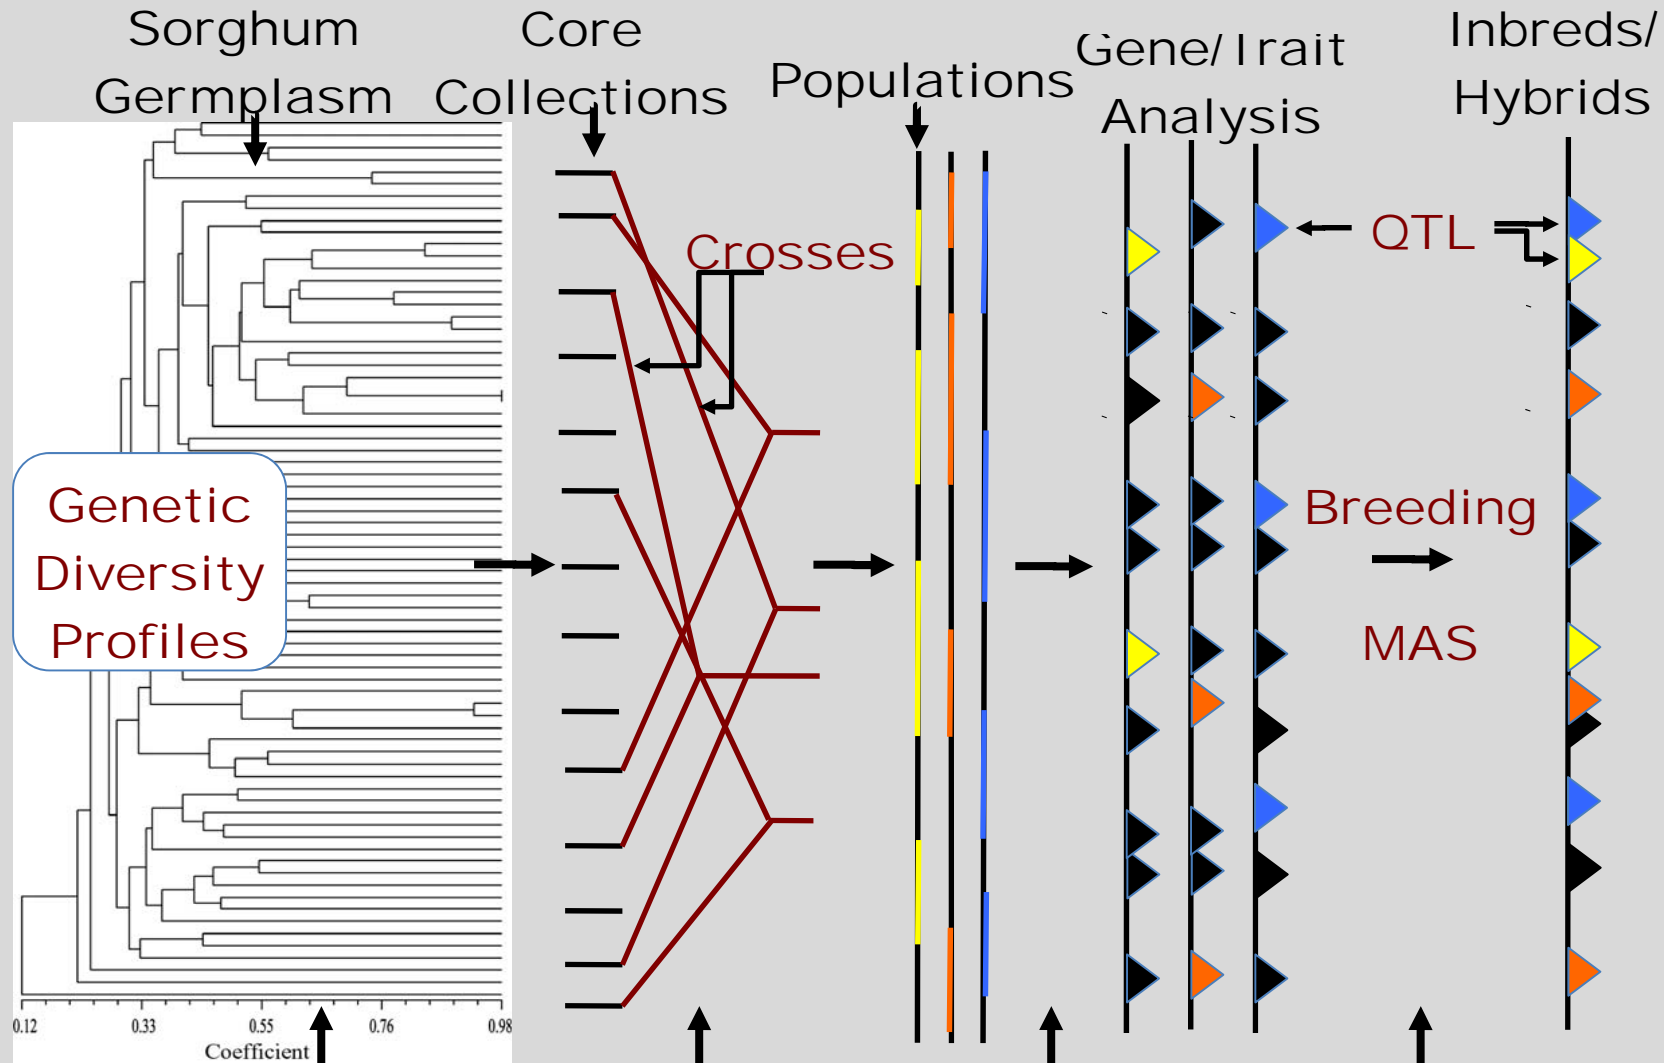 Sorghum
Germplasm
Core
Collections
Populations
Gene/Trait
Analysis
Inbreds/
Hybrids
Crosses
QTL
Genetic
Diversity
Profiles
Breeding
MAS
0.12 0.33 0.55 0.76 0.98
Coefficient